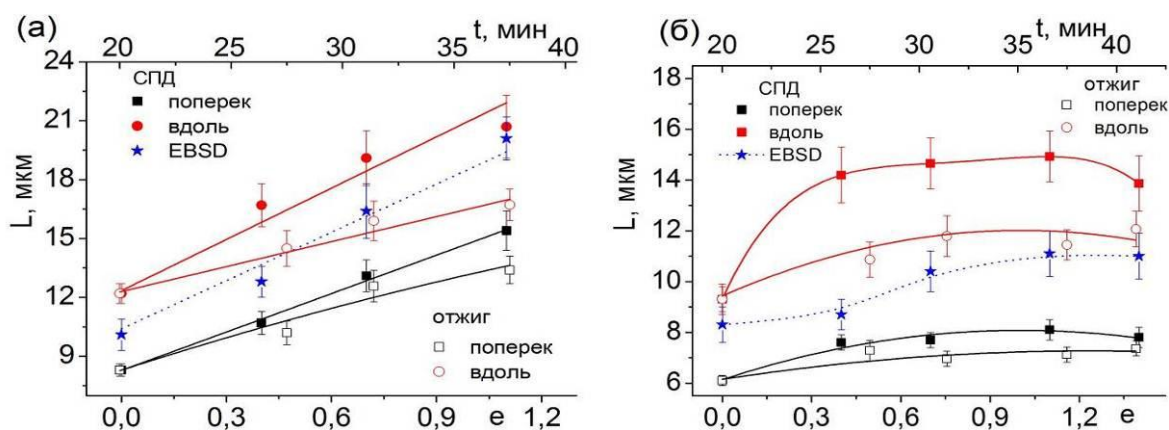 (а)
t, мин
20 25 30 35 40
24
21
18
15
12
9
L, мкм
СПД
поперек
вдоль
EBSD
отжиг
поперек
вдоль
0,0 0,3 0,6 0,9 e 1,2
(б)
t, мин
20 25 30 35 40
18
16
14
12
10
8
6
L, мкм
СПД
поперек
вдоль
EBSD
отжиг
поперек
вдоль
0,0 0,3 0,6 0,9 1,2 e